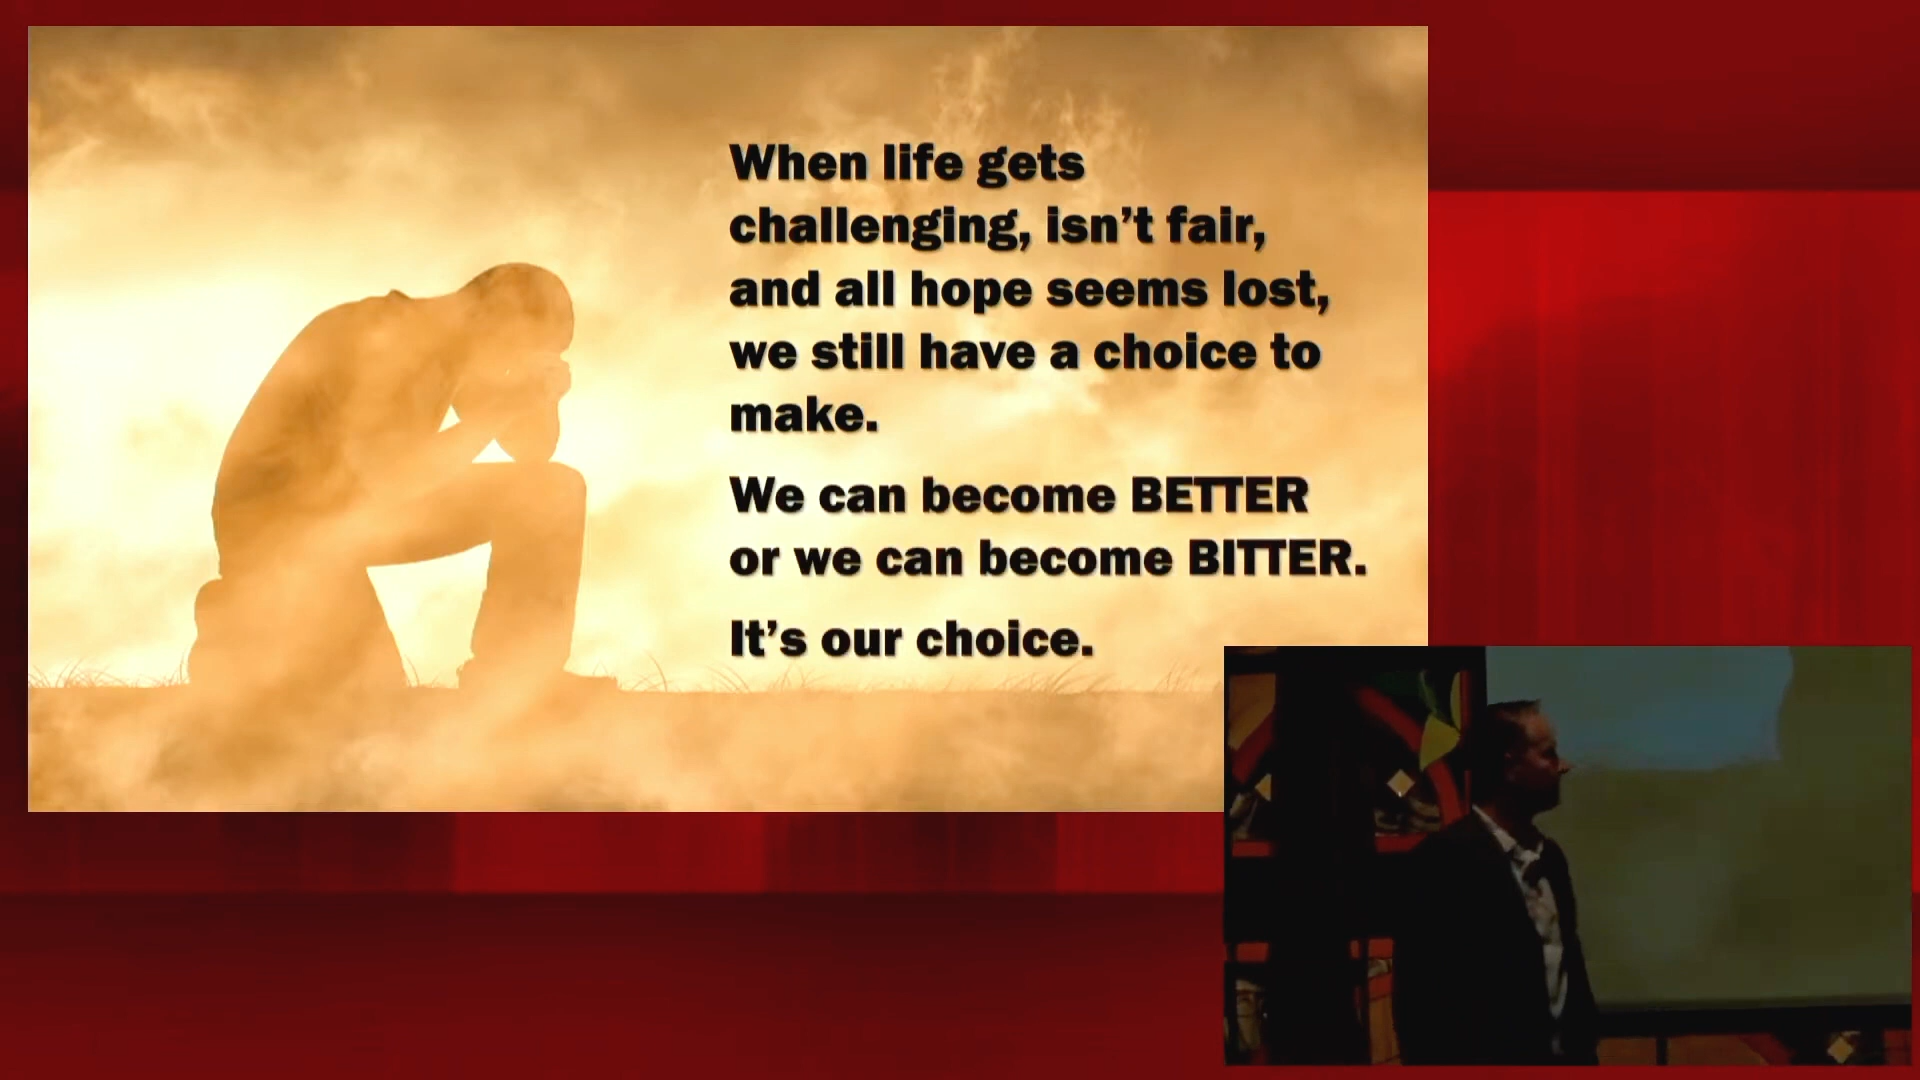 When life gets
challenging, isn’t fair,
and all hope seems lost,
we still have a choice to
make.
We can become BETTER
or we can become BITTER.
It’s our choice.